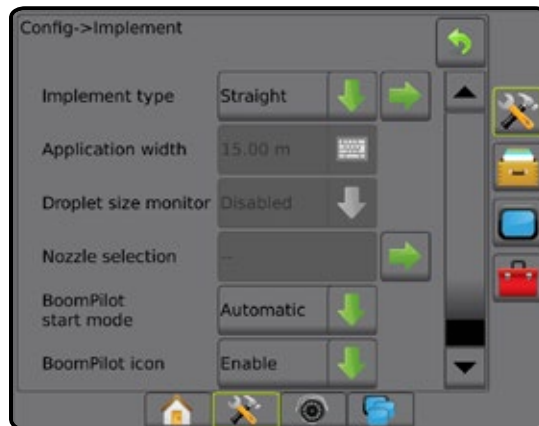 Config->Implement
Implement type Straight
Application width 15.00 m
Droplet size monitor Disabled
Nozzle selection --
BoomPilot
start mode Automatic
BoomPilot icon Enable